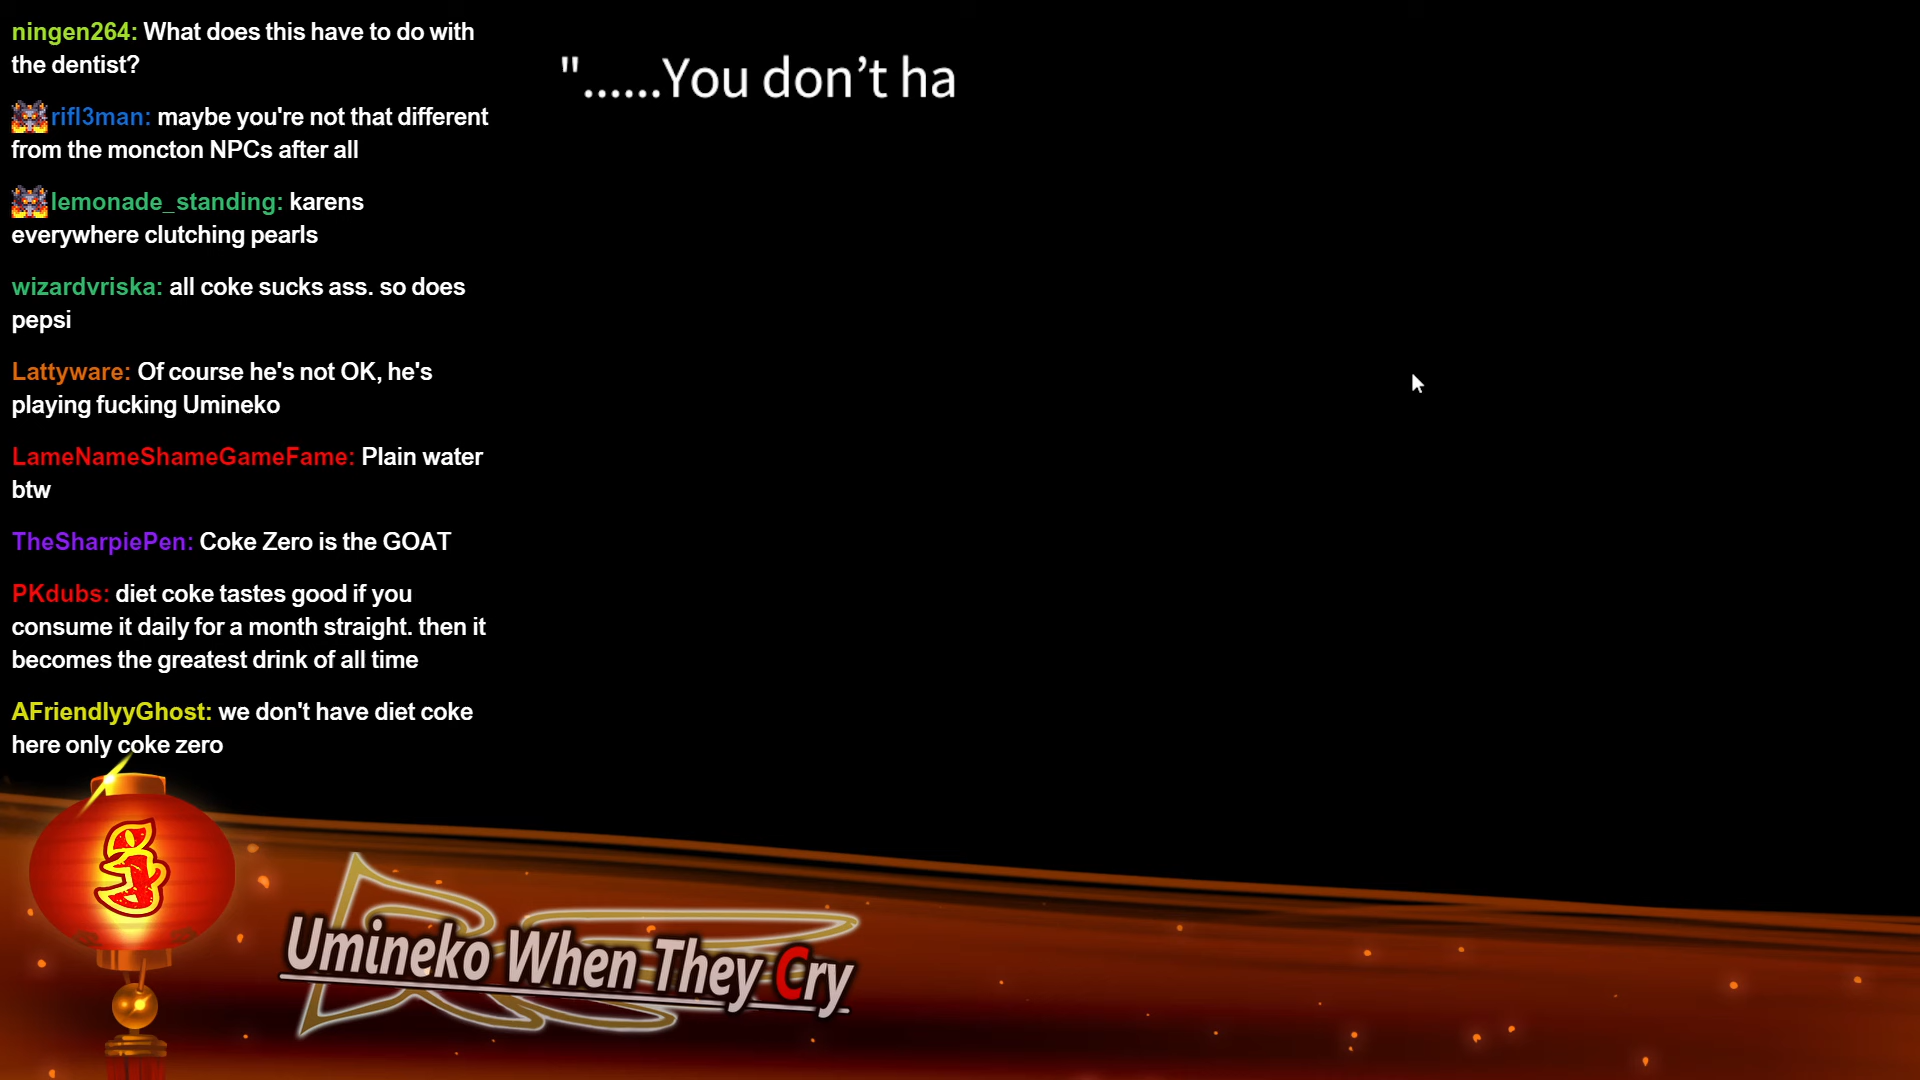 ningen264: What does this have to do with
the dentist?
rifl3man: maybe you're not that different
from the moncton NPCs after all
lemonade_standing: karens
everywhere clutching pearls
wizardvriska: all coke sucks ass. so does
pepsi
Lattyware: Of course he's not OK, he's
playing fucking Umineko
LameNameShameGameFame: Plain water
btw
TheSharpiePen: Coke Zero is the GOAT
PKdubs: diet coke tastes good if you
consume it daily for a month straight. then it
becomes the greatest drink of all time
AFriendlyyGhost: we don't have diet coke
here only coke zero
"......You don’t ha
Umineko When They Cry